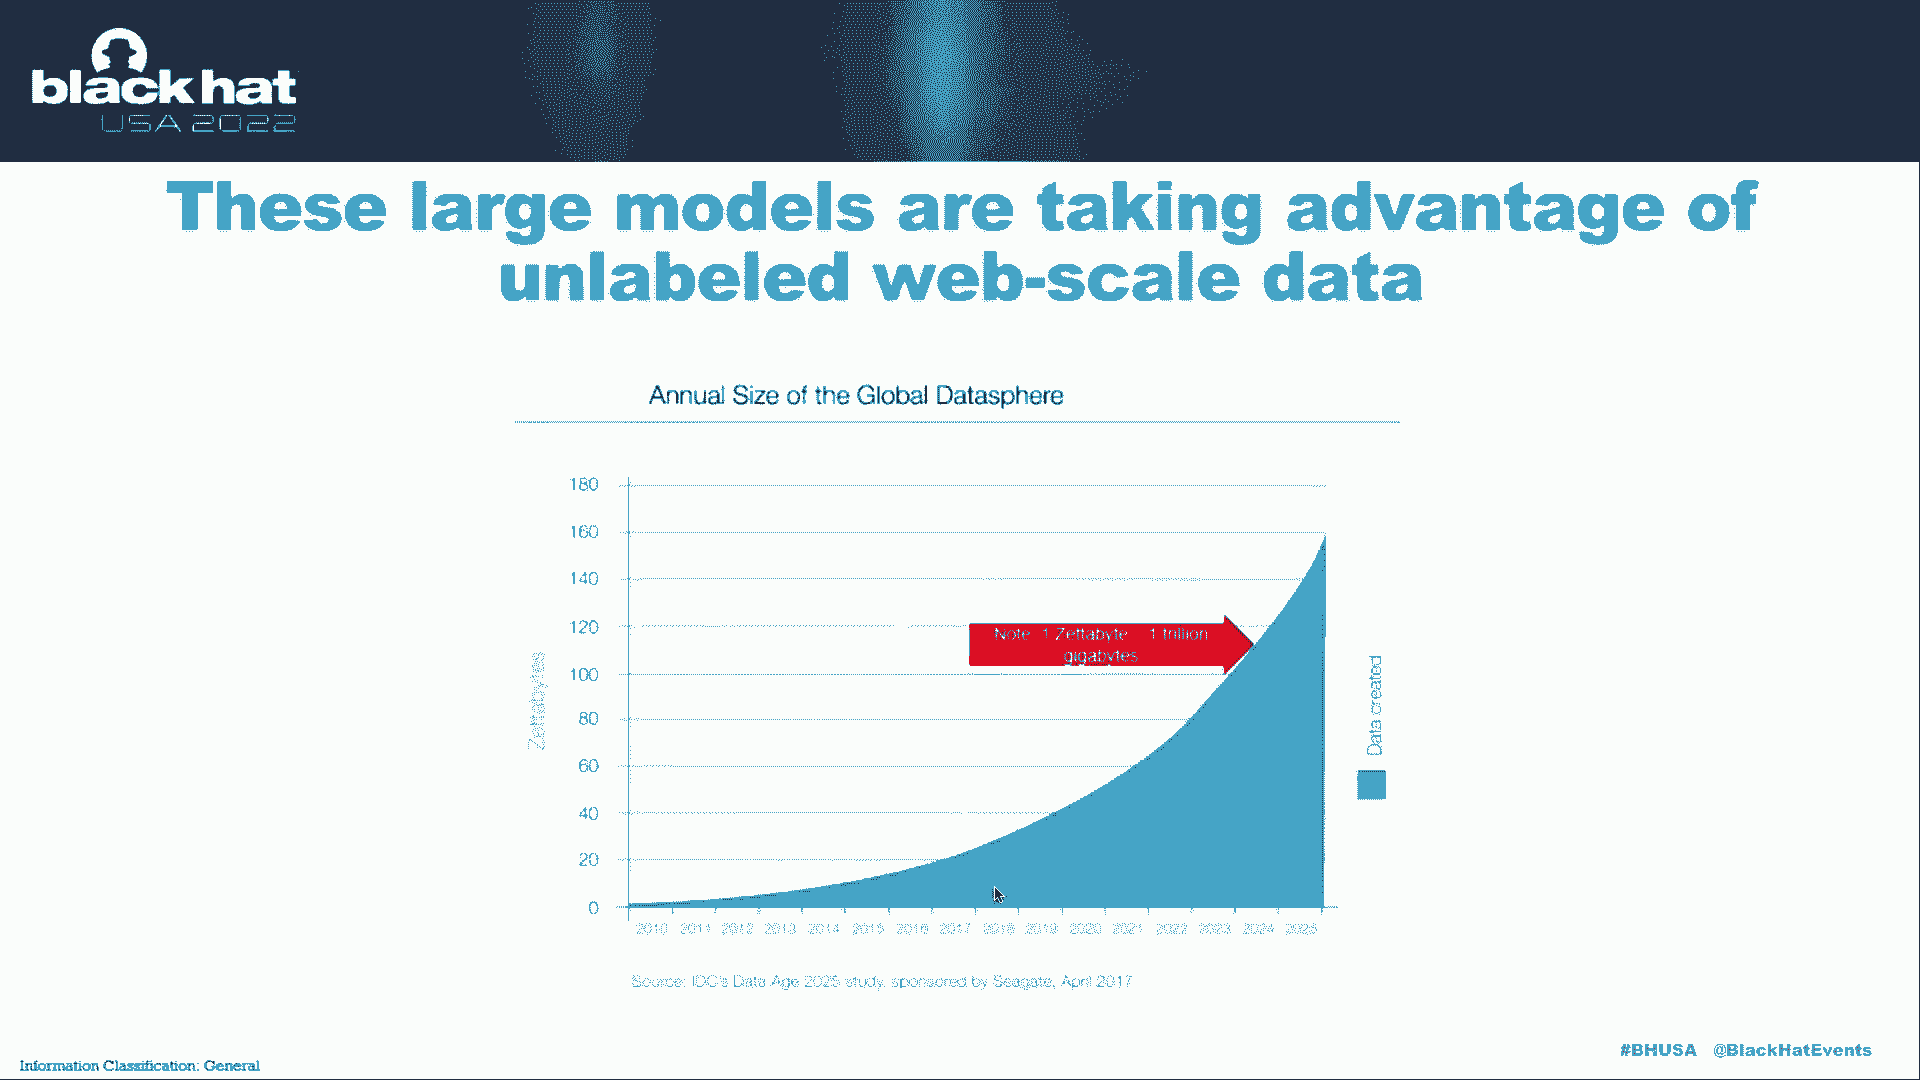 black hat
USA 2022
These large models are taking advantage of
unlabeled web-scale data
Annual Size of the Global Datasphere
180
160
140
120
100
80
60
40
20
0
Zettabytes
Note 1 Zettabyte 1 trillion
gigabytes
Data created
2010 2011 2012 2013 2014 2015 2016 2017 2018 2019 2020 2021 2022 2023 2024 2025
Source: IDC's Data Age 2025 study, sponsored by Seagate, April 2017
Information Classification: General
#BHUSA @BlackHatEvents